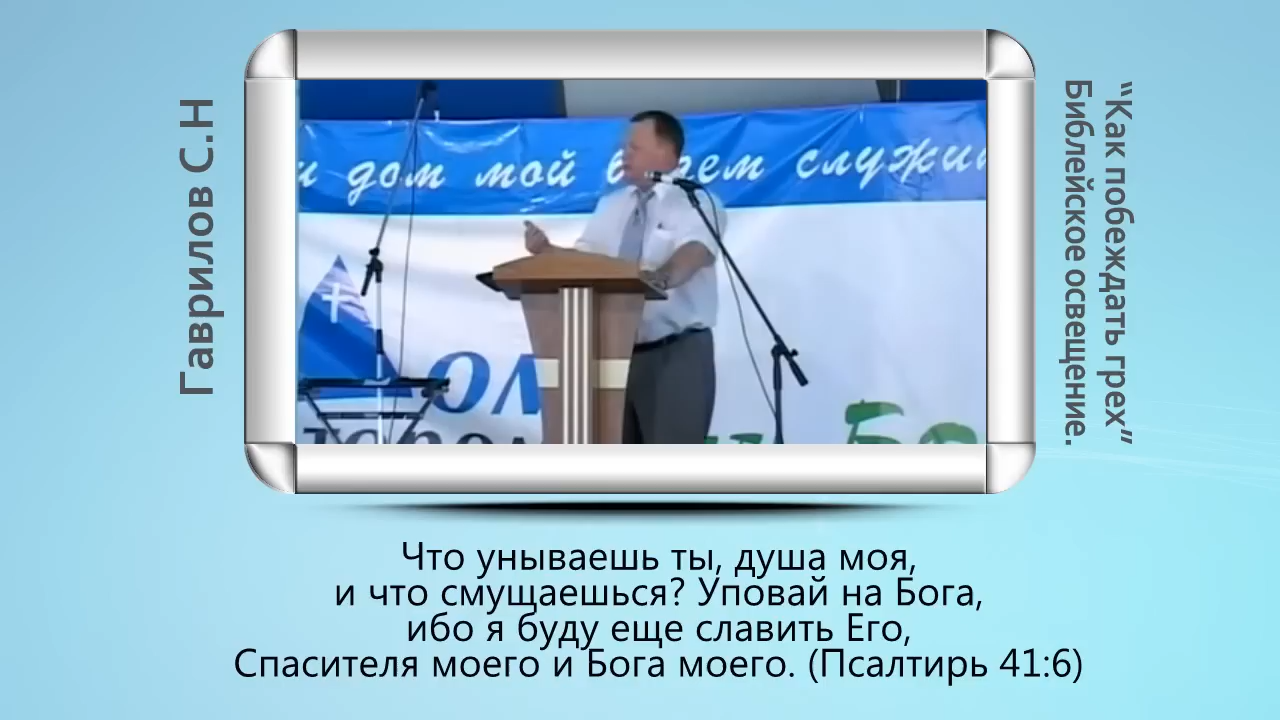 Гаврилов С.Н
“Как побеждать грех”
Библейское освещение.
дом мой служи
Что унываешь ты, душа моя,
и что смущаешься? Уповай на Бога,
ибо я буду еще славить Его,
Спасителя моего и Бога моего. (Псалтирь 41:6)